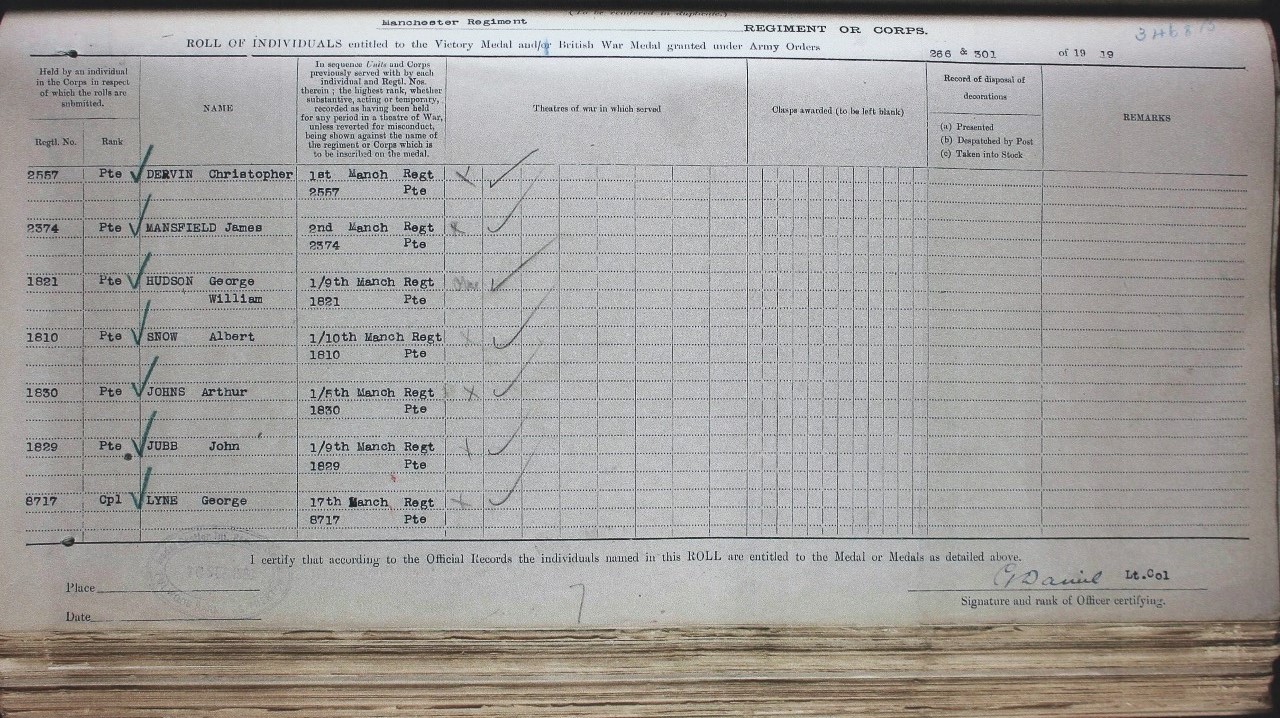 (To be rendered in duplicate.)
Manchester Regiment REGIMENT OR CORPS.
ROLL OF INDIVIDUALS entitled to the Victory Medal and/or British War Medal granted under Army Orders 266 & 301 of 19 19
Held by an individual
in the Corps in respect
of which the rolls are
submitted.
Regtl. No.
Rank
NAME
In sequence Units and Corps
previously served with by each
individual and Regtl. Nos.
therein ; the highest rank, whether
substantive, acting or temporary,
recorded as having been held
for any period in a theatre of War,
unless reverted for misconduct,
being shown against the name of
the regiment or Corps which is
to be inscribed on the medal.
Theatres of war in which served
Clasps awarded (to be left blank)
Record of disposal of
decorations
(a) Presented
(b) Despatched by Post
(c) Taken into Stock
REMARKS
2557 Pte DERVIN Christopher 1st Manch Regt
2557 Pte
2374 Pte MANSFIELD James 2nd Manch Regt
2374 Pte
1821 Pte HUDSON George 1/9th Manch Regt
William 1821 Pte
1810 Pte SNOW Albert 1/10th Manch Regt
1810 Pte
1830 Pte JOHNS Arthur 1/5th Manch Regt
1830 Pte
1829 Pte JUBB John 1/9th Manch Regt
1829 Pte
8717 Cpl LYNE George 17th Manch Regt
8717 Pte
I certify that according to the Official Records the individuals named in this ROLL are entitled to the Medal or Medals as detailed above.
Place
Daniel Lt.Col
Signature and rank of Officer certifying.
Date
7